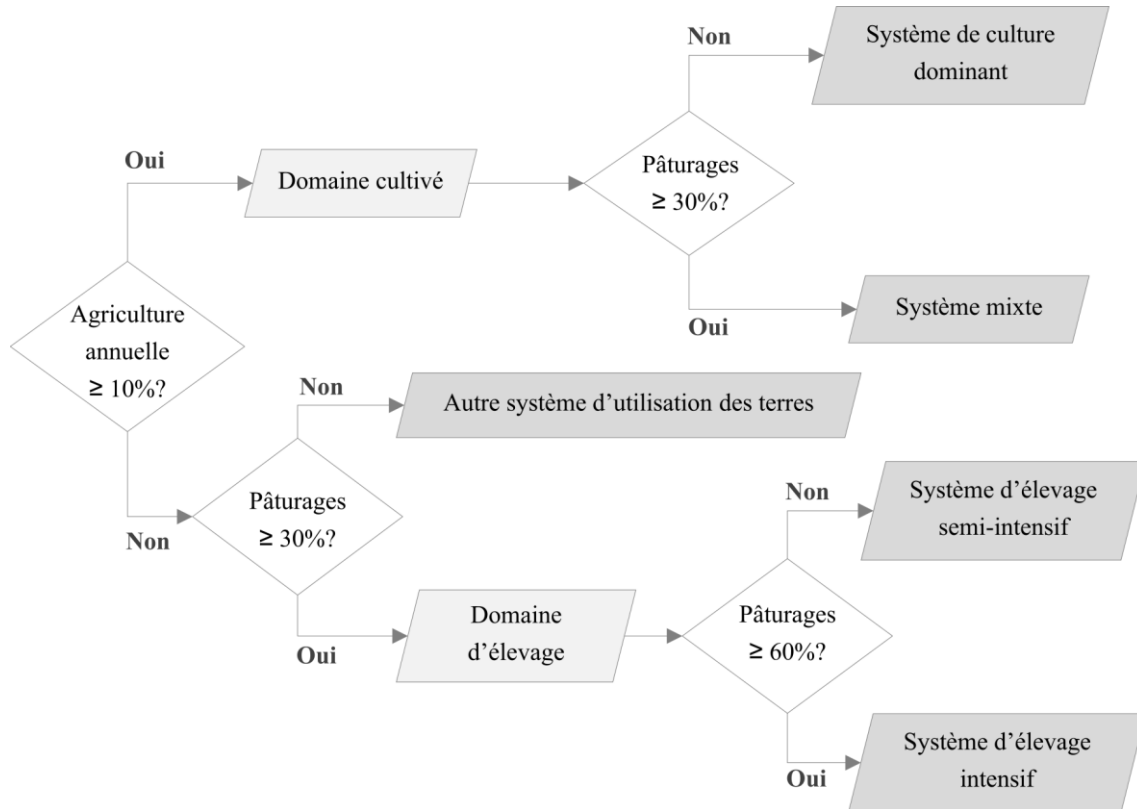 Non
Système de culture
dominant
Oui
Domaine cultivé
Pâturages
≥ 30%?
Agriculture
annuelle
≥ 10%?
Oui
Système mixte
Non
Autre système d’utilisation des terres
Pâturages
≥ 30%?
Non
Non
Système d’élevage
semi-intensif
Oui
Domaine
d’élevage
Pâturages
≥ 60%?
Oui
Système d’élevage
intensif